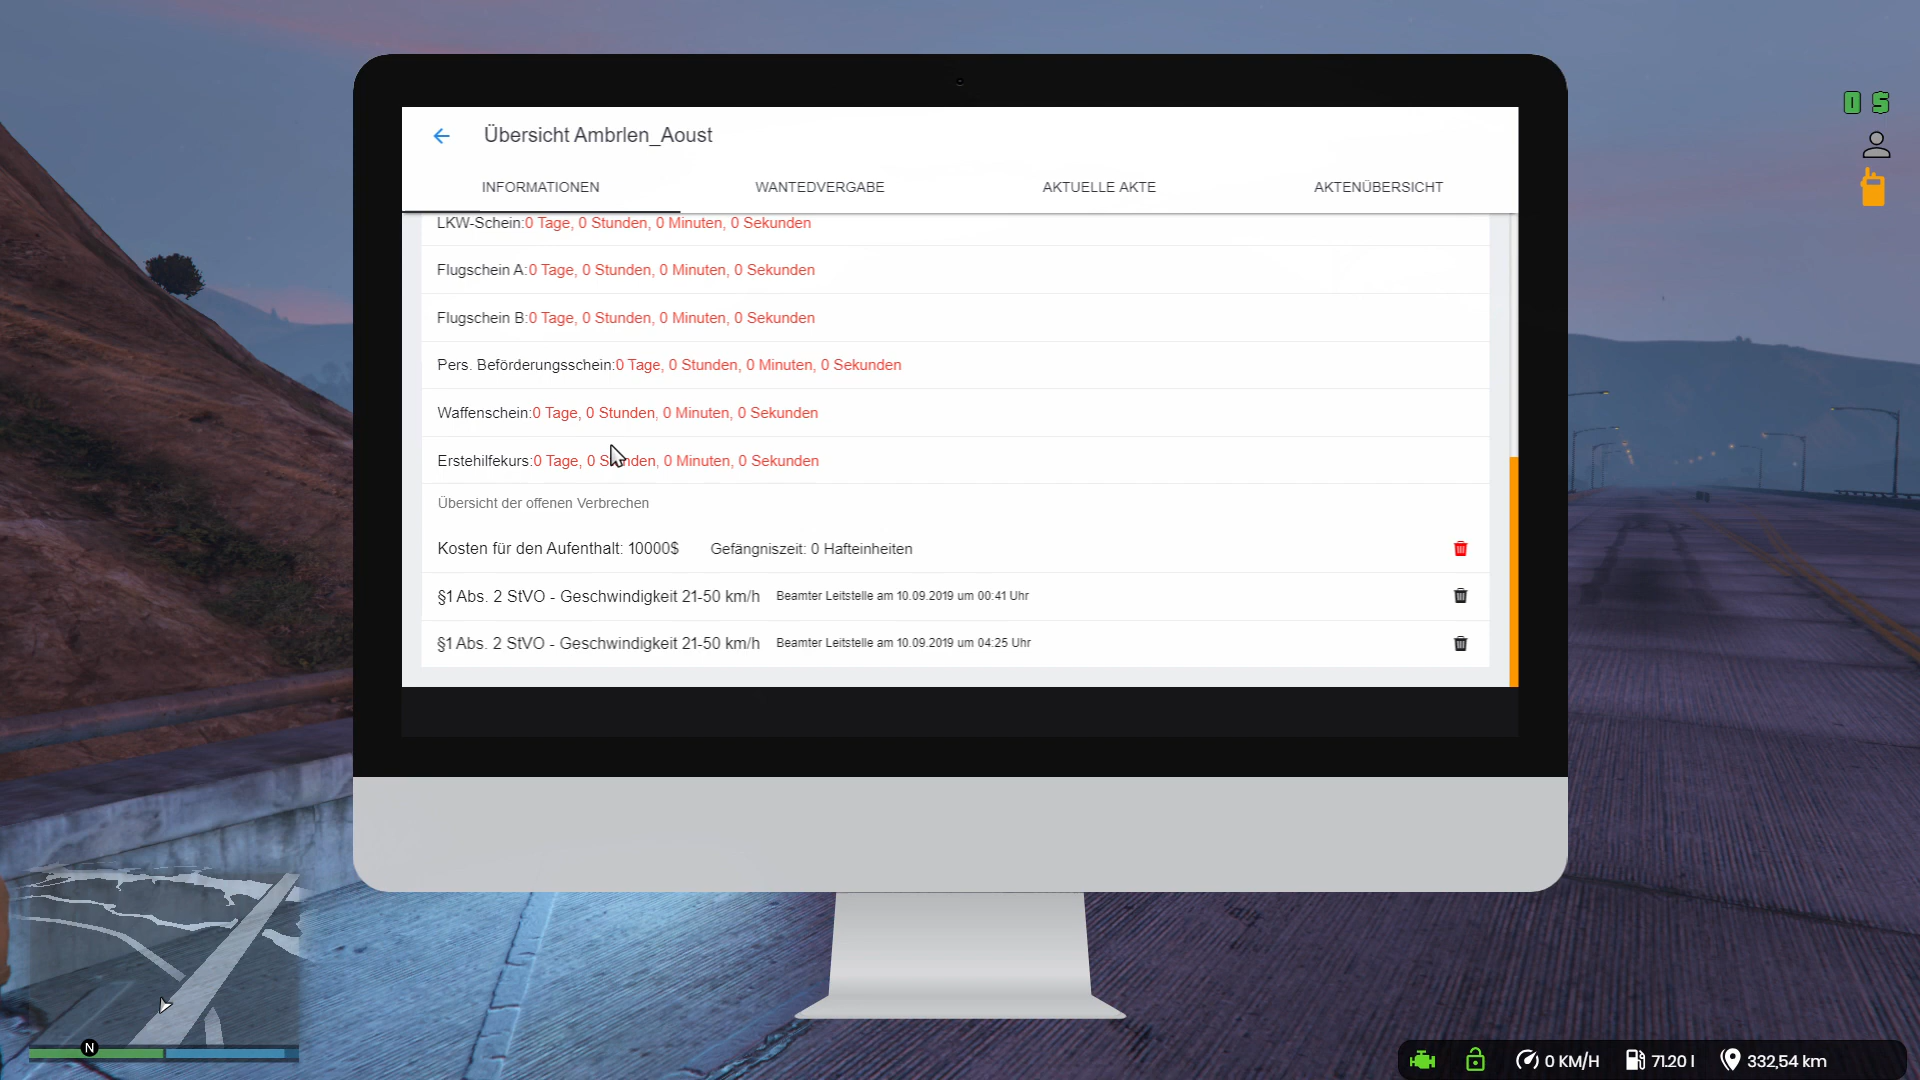 Übersicht Ambrlen_Aoust
INFORMATIONEN WANTEDVERGABE AKTUELLE AKTE AKTENÜBERSICHT
LKW-Schein:0 Tage, 0 Stunden, 0 Minuten, 0 Sekunden
Flugschein A:0 Tage, 0 Stunden, 0 Minuten, 0 Sekunden
Flugschein B:0 Tage, 0 Stunden, 0 Minuten, 0 Sekunden
Pers. Beförderungsschein:0 Tage, 0 Stunden, 0 Minuten, 0 Sekunden
Waffenschein:0 Tage, 0 Stunden, 0 Minuten, 0 Sekunden
Erstehilfekurs:0 Tage, 0 Stunden, 0 Minuten, 0 Sekunden
Übersicht der offenen Verbrechen
Kosten für den Aufenthalt: 10000$ Gefängniszeit: 0 Hafteinheiten
§1 Abs. 2 StVO - Geschwindigkeit 21-50 km/h Beamter Leitstelle am 10.09.2019 um 00:41 Uhr
§1 Abs. 2 StVO - Geschwindigkeit 21-50 km/h Beamter Leitstelle am 10.09.2019 um 04:25 Uhr
N
0 KM/H 71.20 l 332,54 km